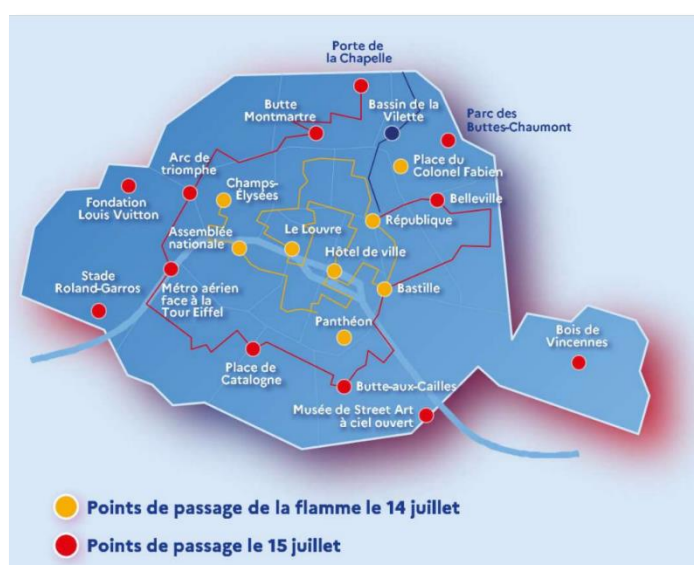 Porte de
la Chapelle
Butte
Montmartre
Bassin de la
Vilette
Parc des
Buttes-Chaumont
Arc de
triomphe
Place du
Colonel Fabien
Champs-
Élysées
Belleville
Fondation
Louis Vuitton
République
Assemblée
nationale
Le Louvre
Hôtel de ville
Stade
Roland-Garros
Métro aérien
face à la
Tour Eiffel
Bastille
Panthéon
Bois de
Vincennes
Place de
Catalogne
Butte-aux-Cailles
Musée de Street Art
à ciel ouvert
Points de passage de la flamme le 14 juillet
Points de passage le 15 juillet